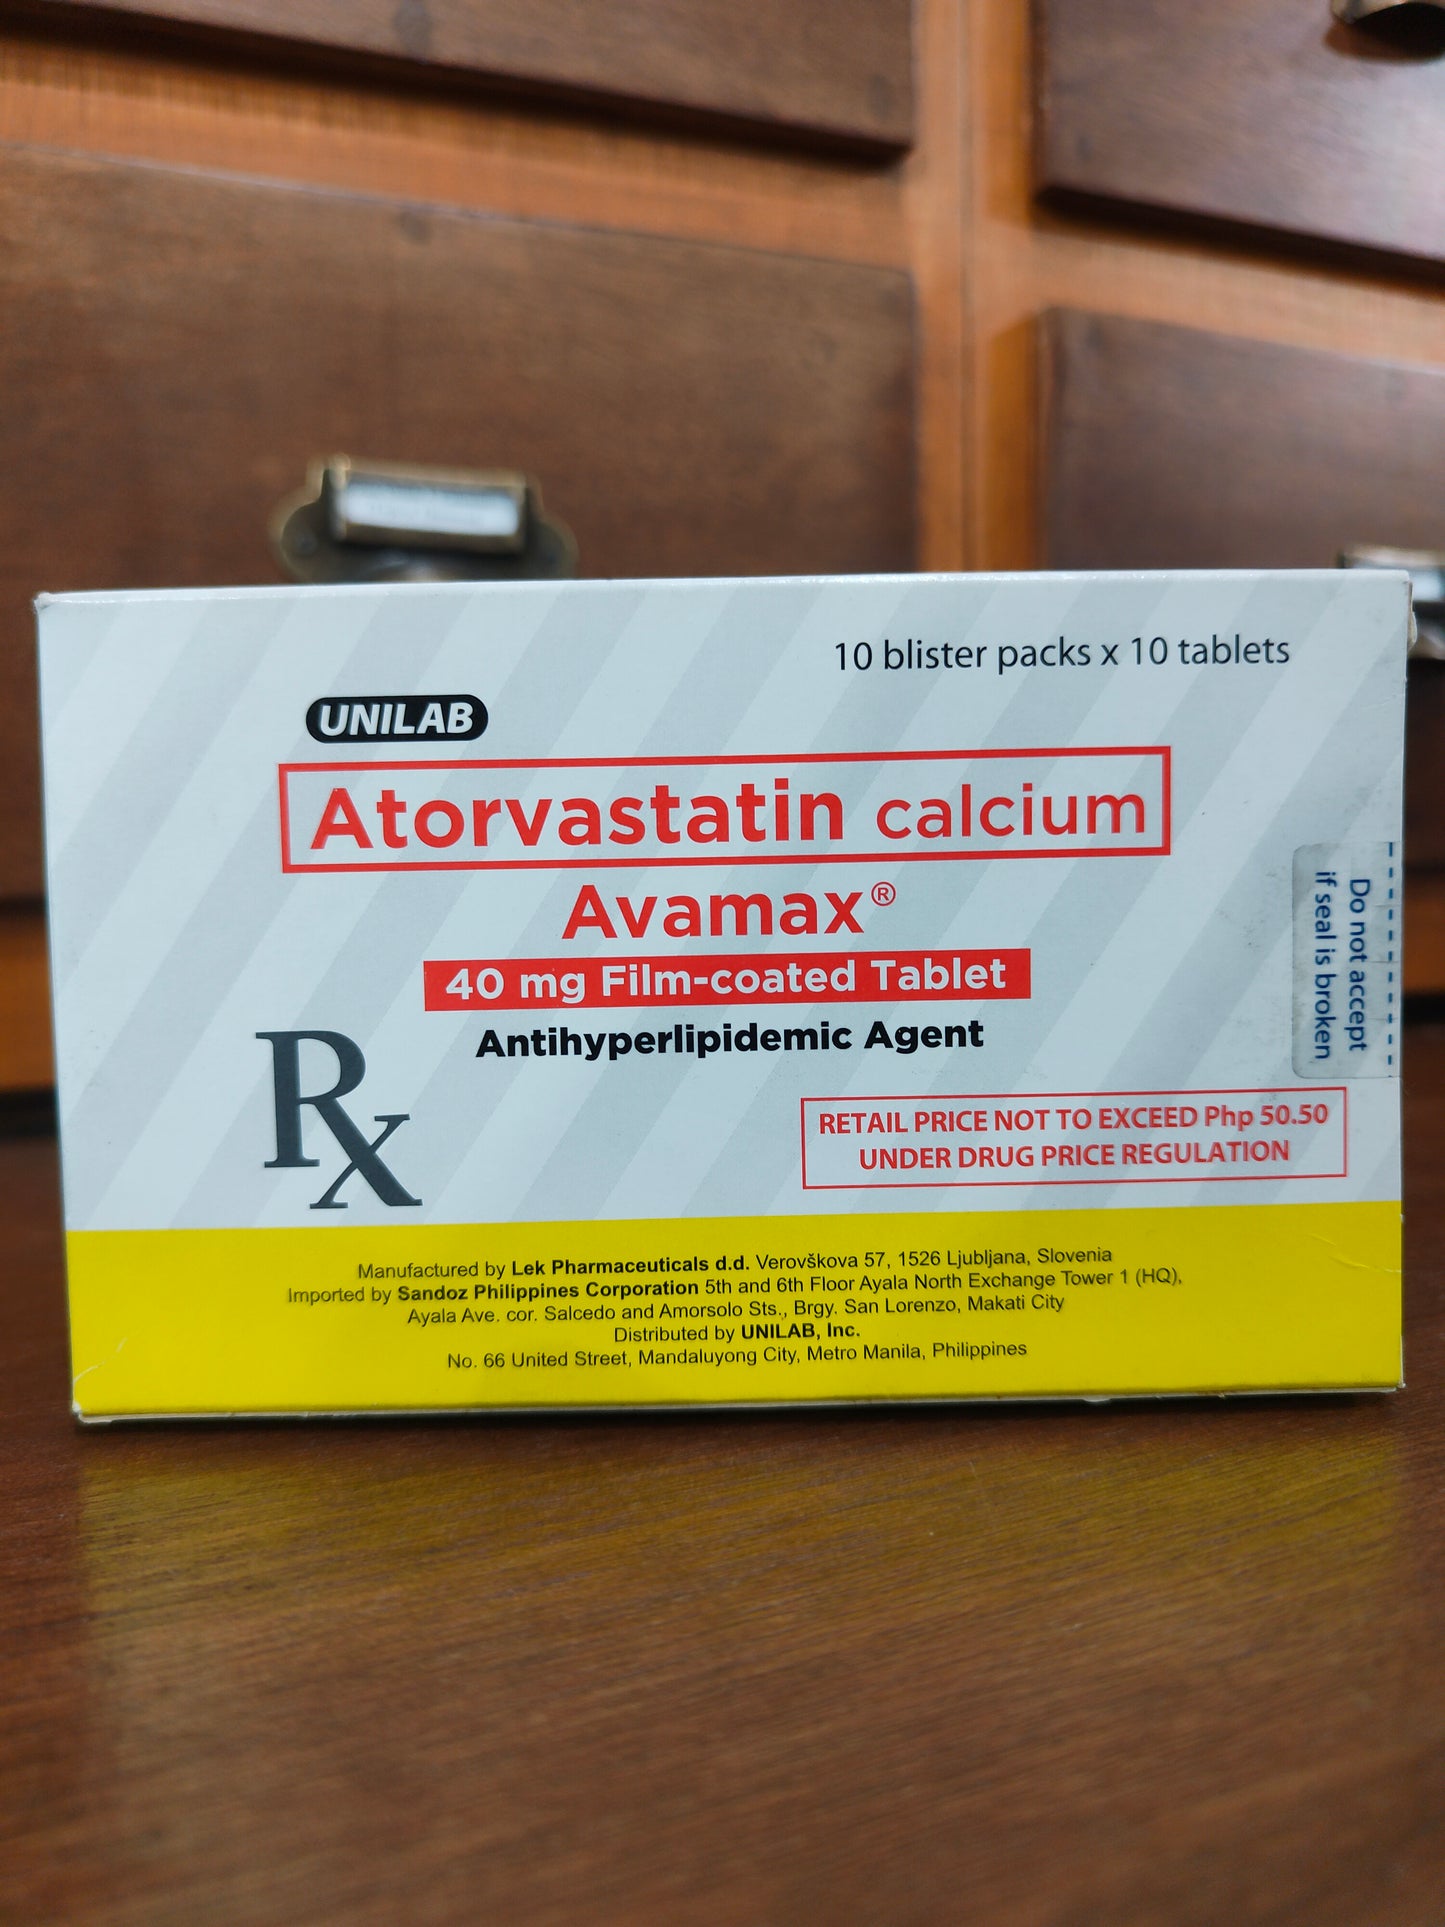 10 blister packs x 10 tablets
UNILAB
Atorvastatin calcium
Avamax®
40 mg Film-coated Tablet
Antihyperlipidemic Agent
Rx
Do not accept
if seal is broken
RETAIL PRICE NOT TO EXCEED Php 50.50
UNDER DRUG PRICE REGULATION
Manufactured by Lek Pharmaceuticals d.d. Verovškova 57, 1526 Ljubljana, Slovenia
Imported by Sandoz Philippines Corporation 5th and 6th Floor Ayala North Exchange Tower 1 (HQ),
Ayala Ave. cor. Salcedo and Amorsolo Sts., Brgy. San Lorenzo, Makati City
Distributed by UNILAB, Inc.
No. 66 United Street, Mandaluyong City, Metro Manila, Philippines